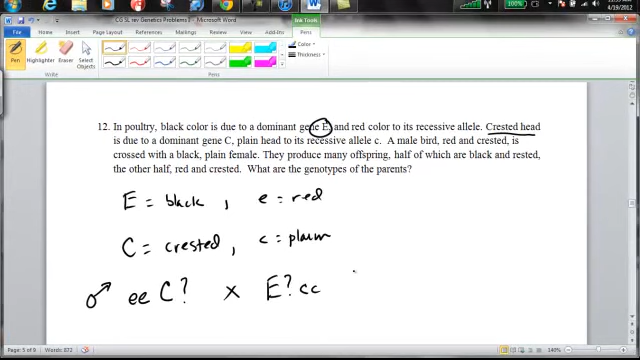 CG SL rev Genetics Problems I - Microsoft Word
Ink Tools
100%
4/19/2012
File Home Insert Page Layout References Mailings Review View Pens
Pen Highlighter Eraser Select Objects
Color
Thickness
Write Pens
12. In poultry, black color is due to a dominant gene E, and red color to its recessive allele. Crested head
is due to a dominant gene C, plain head to its recessive allele c. A male bird, red and crested, is
crossed with a black, plain female. They produce many offspring, half of which are black and rested,
the other half, red and crested. What are the genotypes of the parents?
E = black , e = red
C = crested , c = plain
♂ ee C? x E? cc
Page: 5 of 9 Words: 872 140%